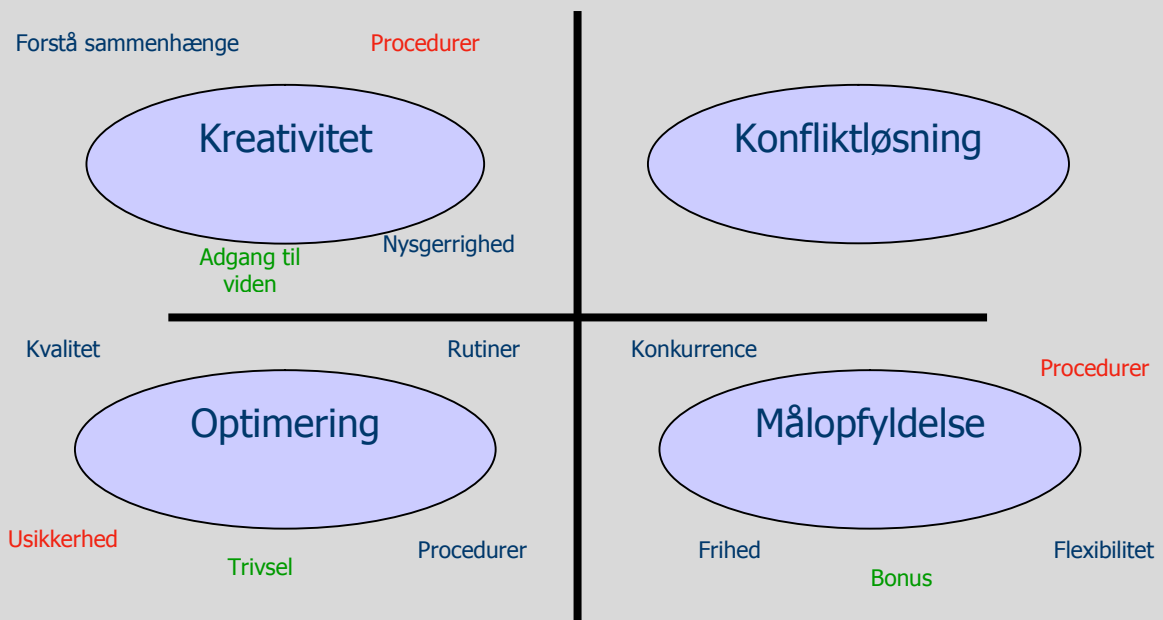 Forstå sammenhænge
Procedurer
Kreativitet
Nysgerrighed
Adgang til
viden
Konfliktløsning
Kvalitet
Rutiner
Optimering
Usikkerhed
Trivsel
Procedurer
Konkurrence
Procedurer
Målopfyldelse
Frihed
Flexibilitet
Bonus